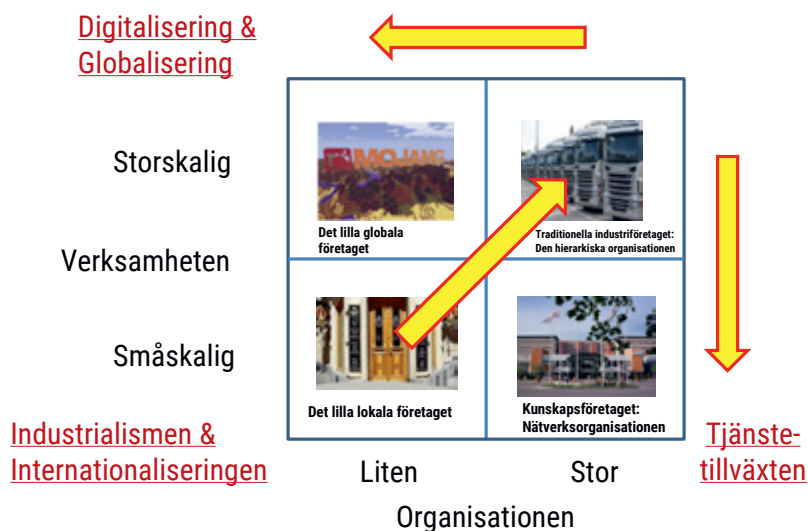 Digitalisering &
Globalisering
Storskalig
MOJANG
Det lilla globala
företaget
Traditionella industriföretaget:
Den hierarkiska organisationen
Verksamheten
Småskalig
Det lilla lokala företaget
Kunskapsföretaget:
Nätverksorganisationen
Industrialismen &
Internationaliseringen
Tjänste-
tillväxten
Liten
Stor
Organisationen